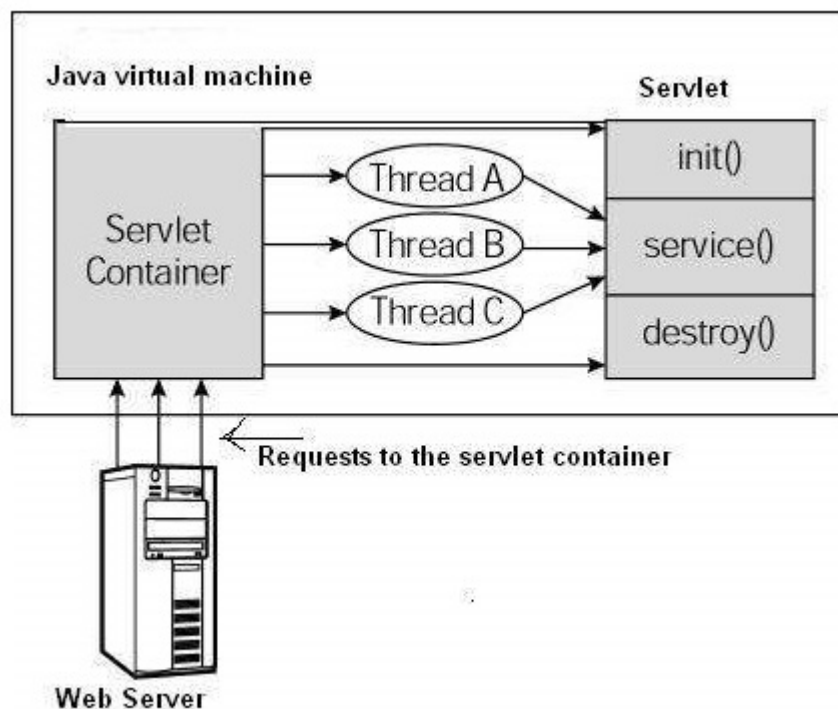 Java virtual machine
Servlet
init()
Thread A
Servlet
Container
Thread B
service()
Thread C
destroy()
Requests to the servlet container
Web Server